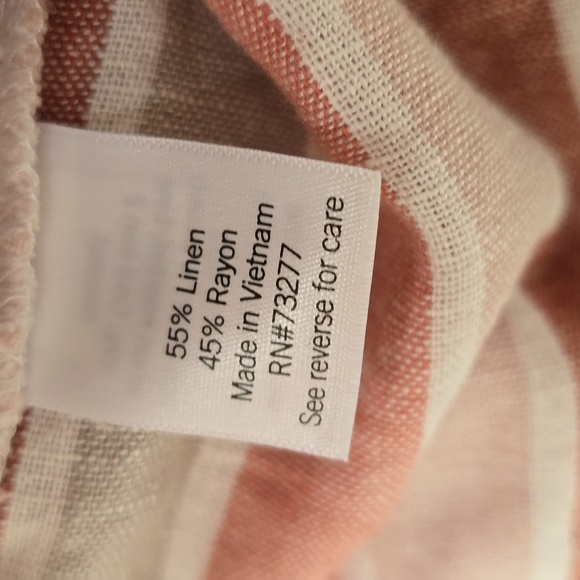 55% Linen
45% Rayon
Made in Vietnam
RN#73277
See reverse for care